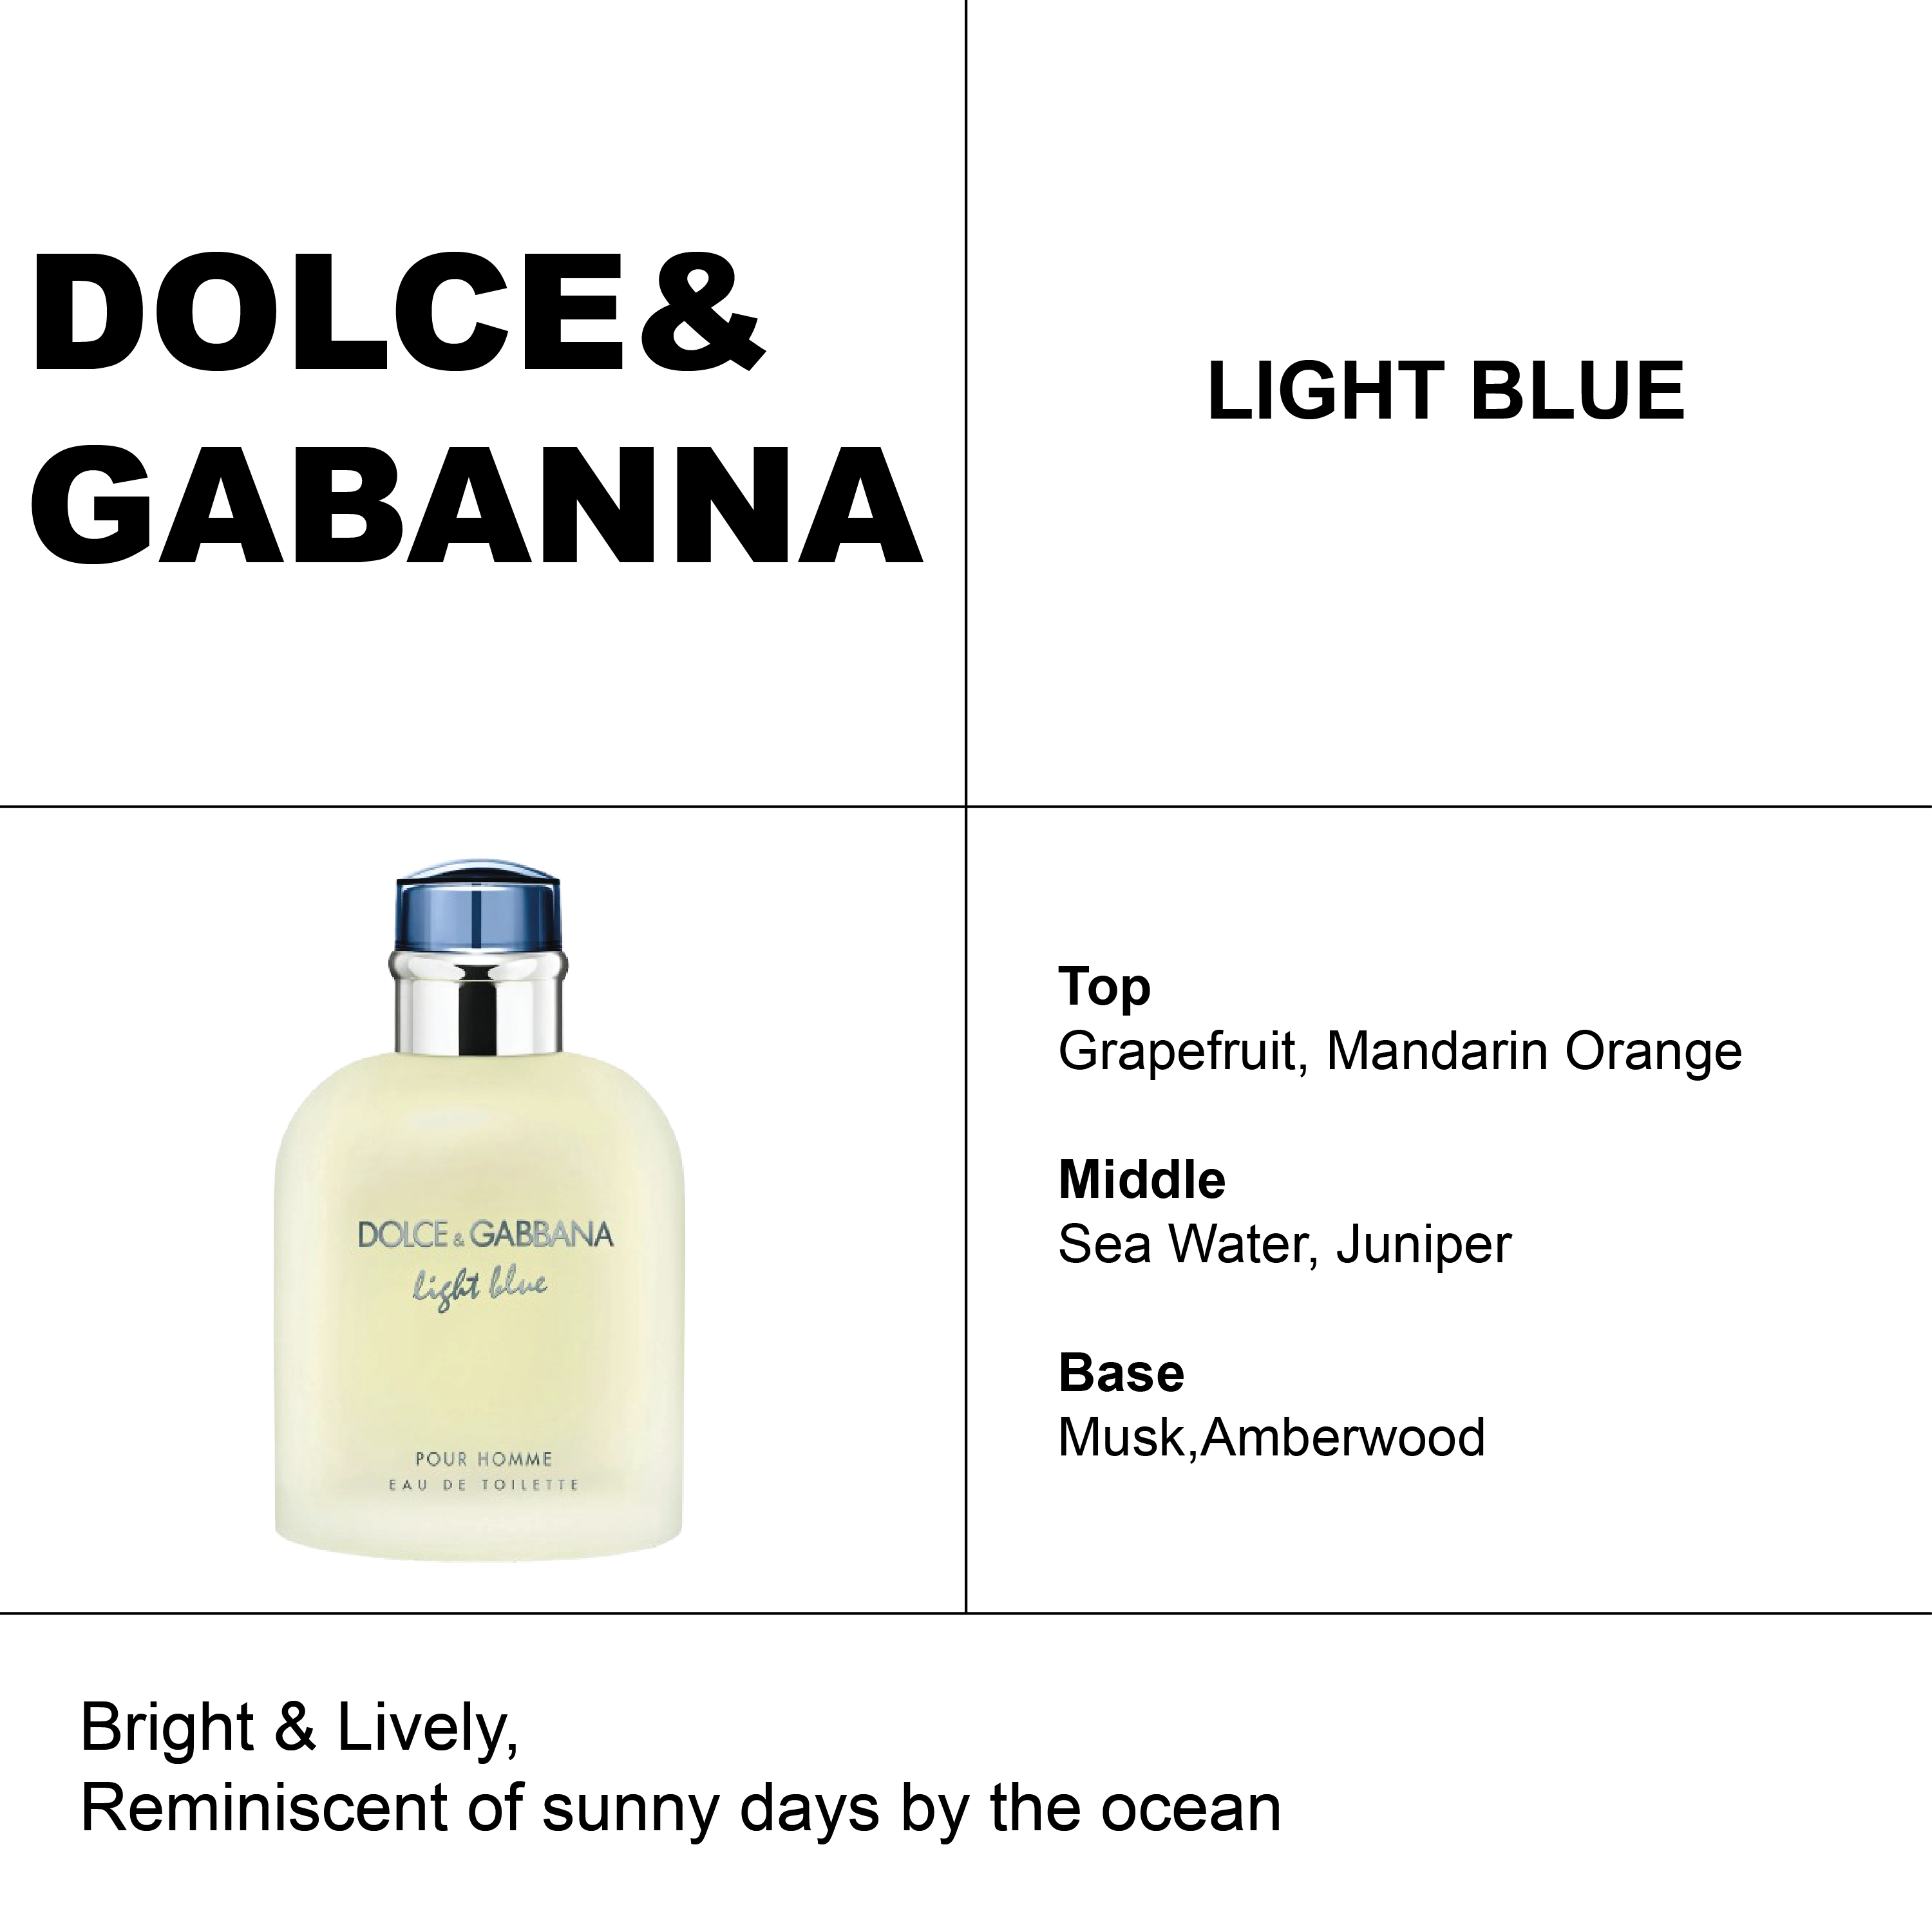 DOLCE&
GABANNA
LIGHT BLUE
DOLCE & GABBANA
light blue
POUR HOMME
EAU DE TOILETTE
Top
Grapefruit, Mandarin Orange
Middle
Sea Water, Juniper
Base
Musk,Amberwood
Bright & Lively,
Reminiscent of sunny days by the ocean